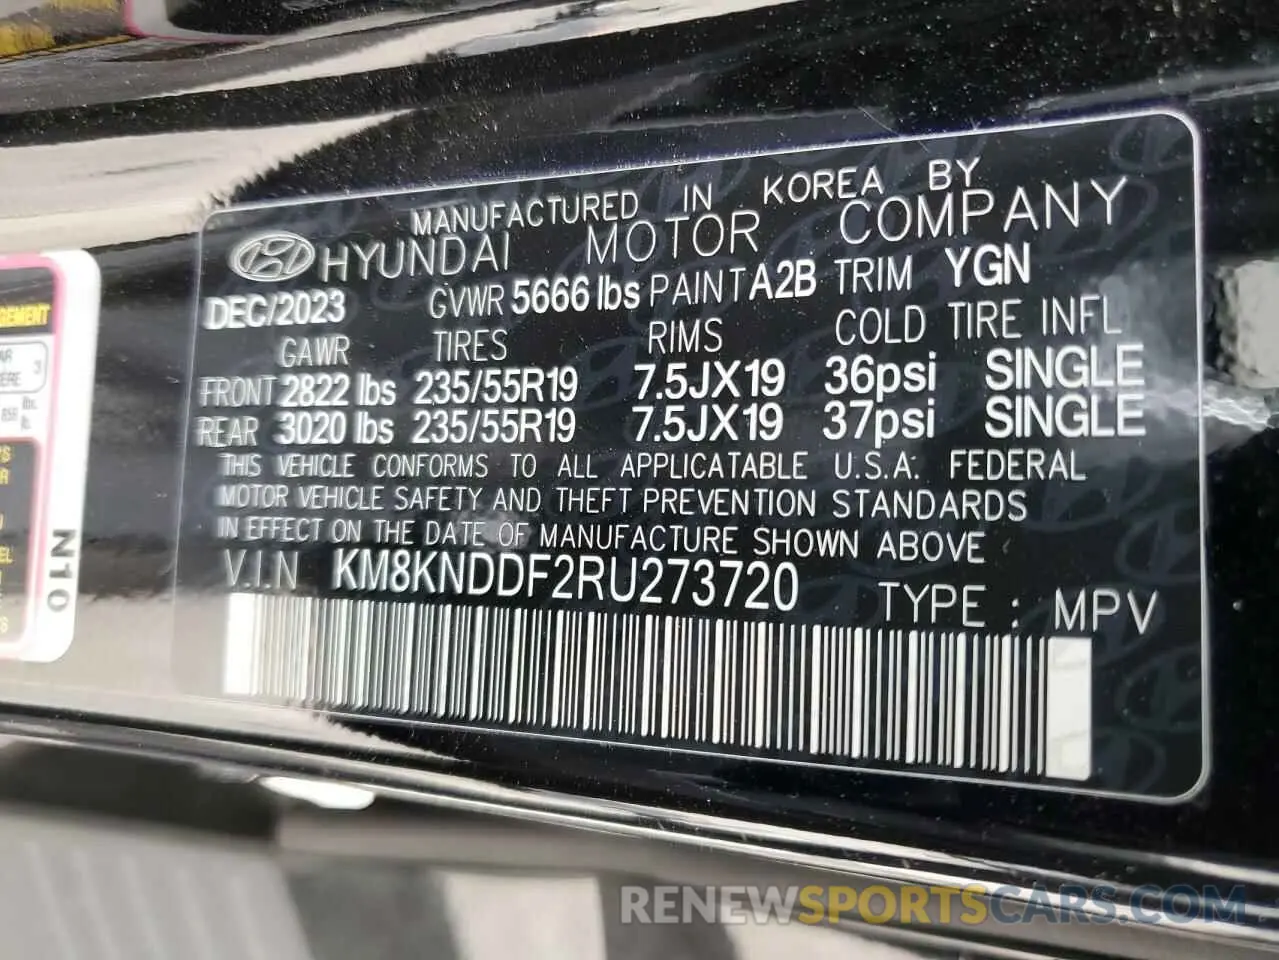 MANUFACTURED IN KOREA BY
HYUNDAI MOTOR COMPANY
DEC/2023 GVWR 5666 lbs PAINT A2B TRIM YGN
GAWR TIRES RIMS COLD TIRE INFL
FRONT 2822 lbs 235/55R19 7.5JX19 36psi SINGLE
REAR 3020 lbs 235/55R19 7.5JX19 37psi SINGLE
THIS VEHICLE CONFORMS TO ALL APPLICATABLE U.S.A. FEDERAL
MOTOR VEHICLE SAFETY AND THEFT PREVENTION STANDARDS
IN EFFECT ON THE DATE OF MANUFACTURE SHOWN ABOVE
V.I.N KM8KNDDF2RU273720 TYPE : MPV
N10
RENEWSPORTSCARS.COM